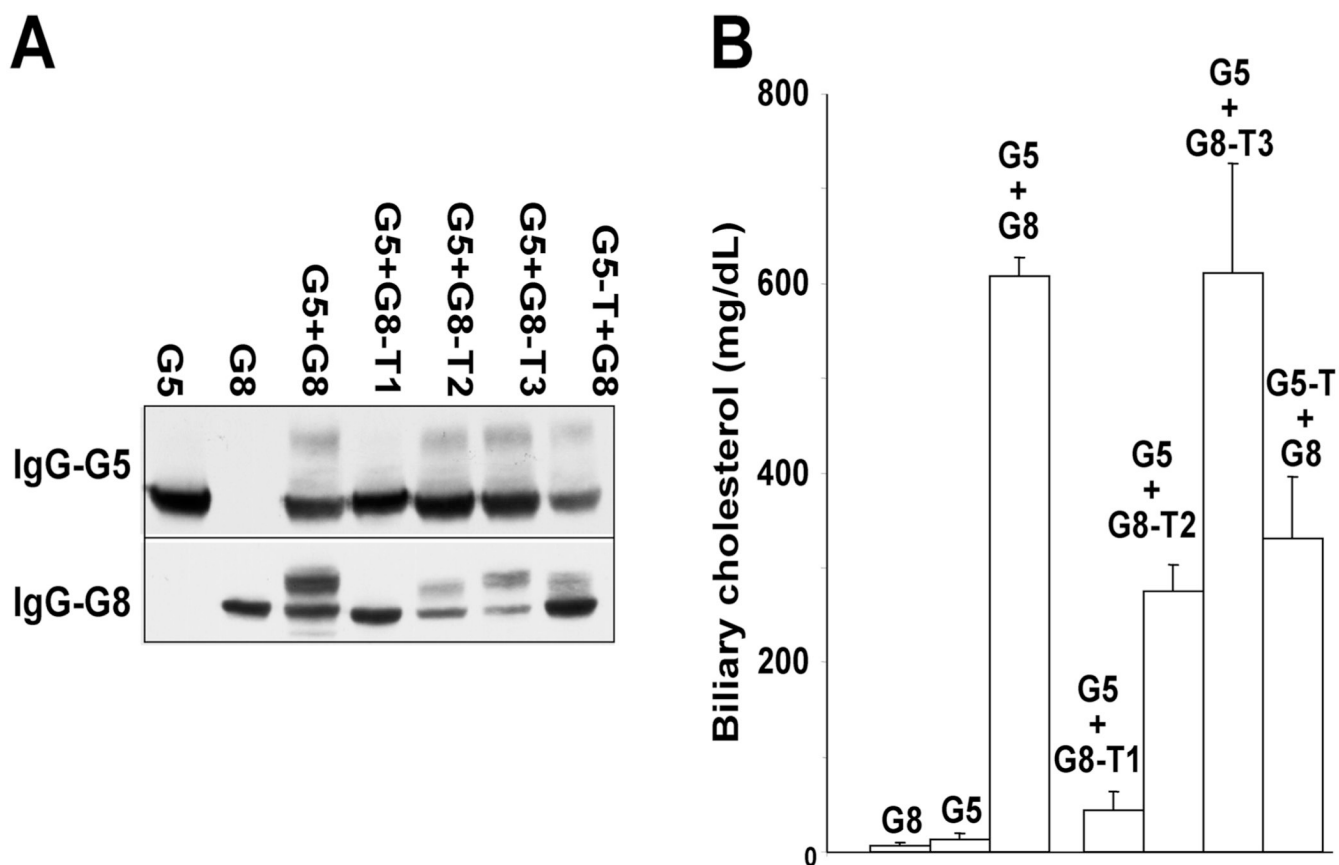 A
G5
G8
G5+G8
G5+G8-T1
G5+G8-T2
G5+G8-T3
G5-T+G8
IgG-G5
IgG-G8
B
Biliary cholesterol (mg/dL)
800
600
400
200
0
G8
G5
G5
+
G8
G5
+
G8-T1
G5
+
G8-T2
G5
+
G8-T3
G5-T
+
G8